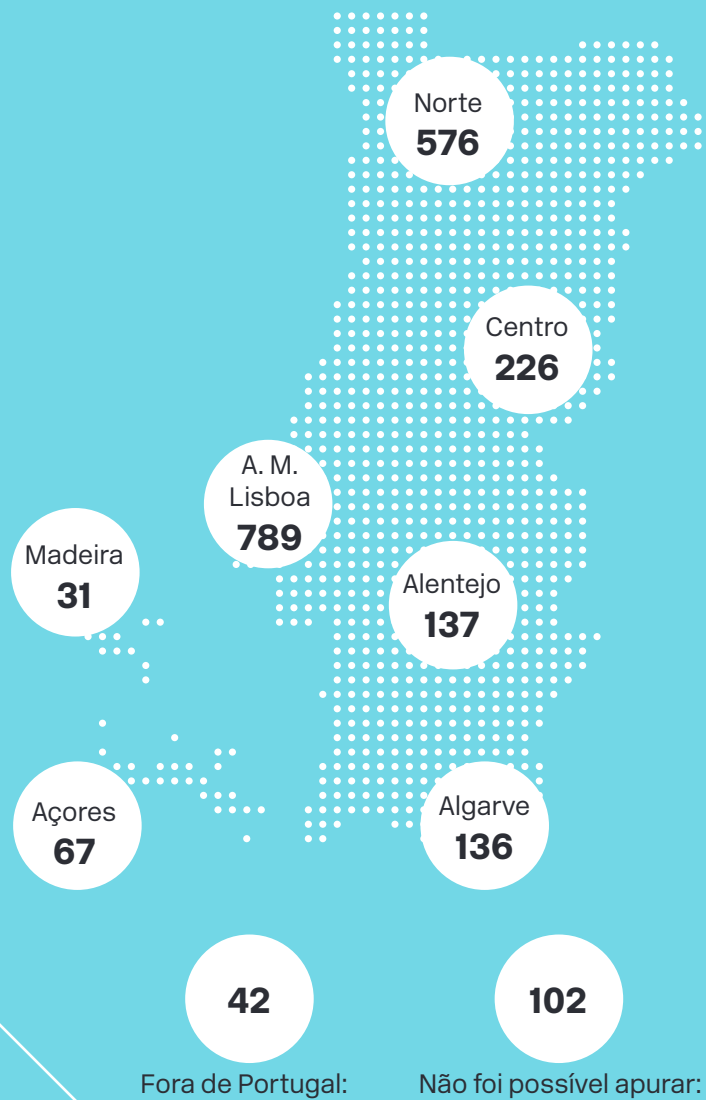 Norte
576
Centro
226
A. M.
Lisboa
789
Madeira
31
Alentejo
137
Açores
67
Algarve
136
42
Fora de Portugal:
102
Não foi possível apurar: